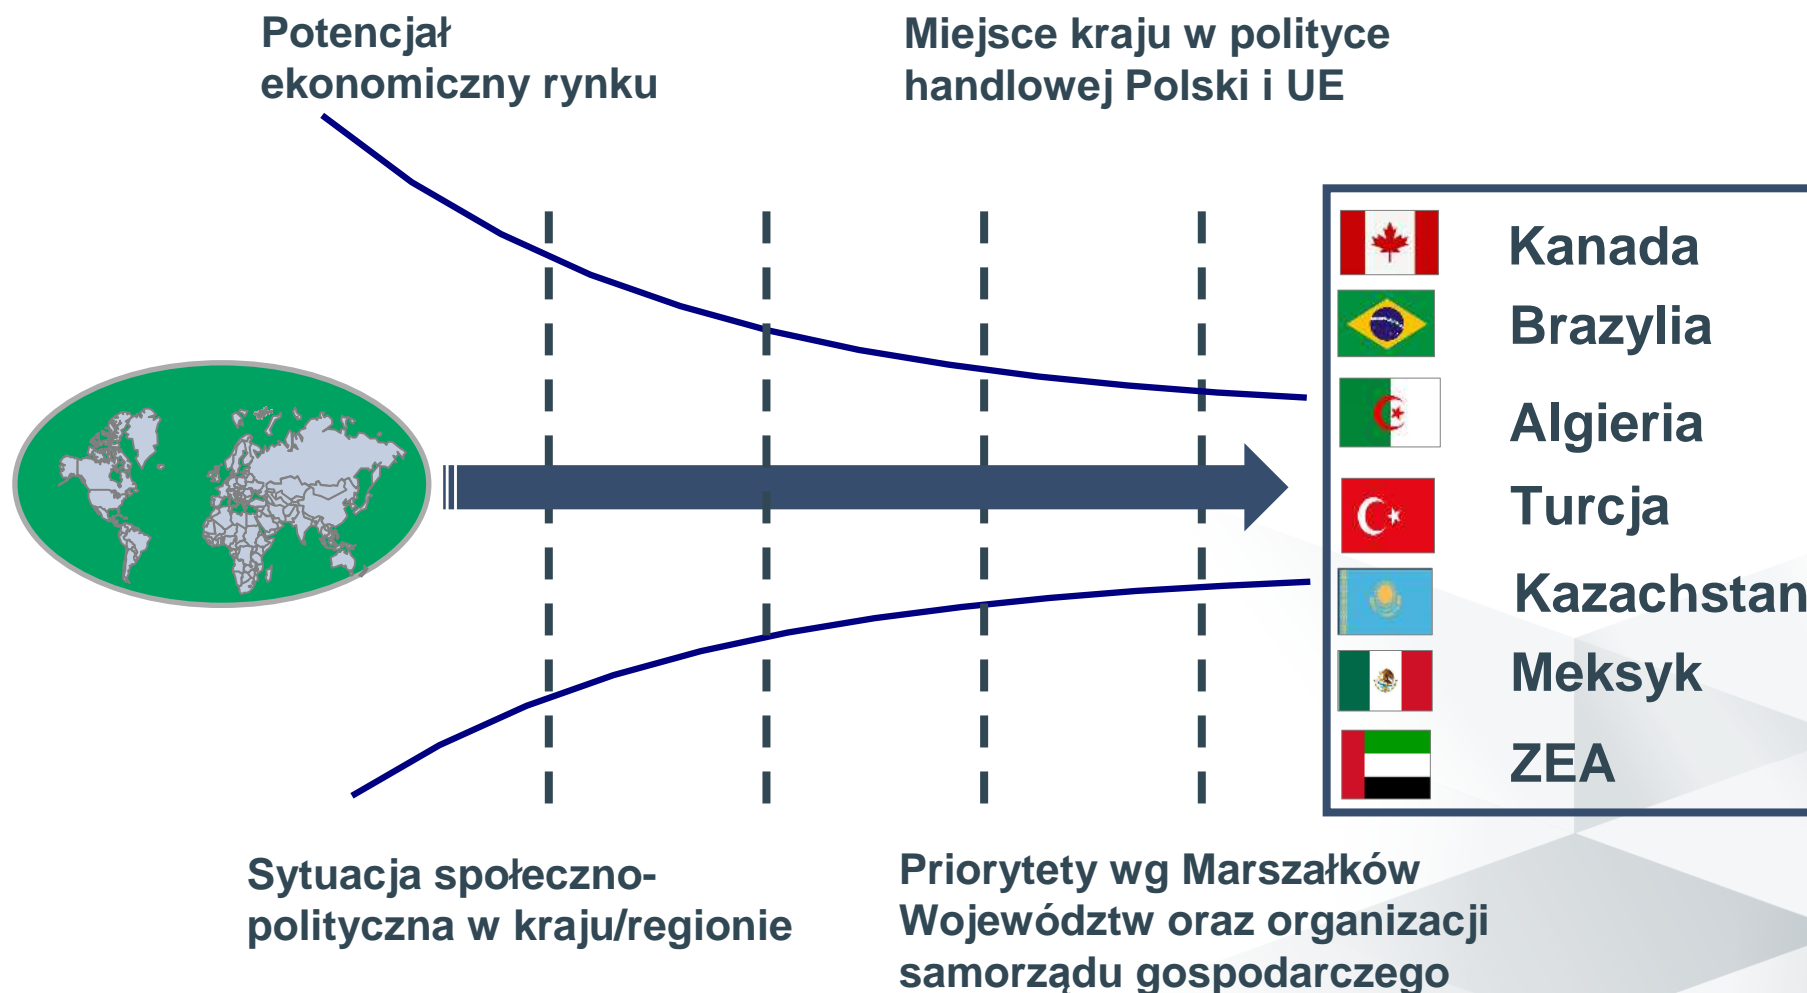 Potencjał
ekonomiczny rynku
Miejsce kraju w polityce
handlowej Polski i UE
Kanada
Brazylia
Algieria
Turcja
Kazachstan
Meksyk
ZEA
Sytuacja społeczno-
polityczna w kraju/regionie
Priorytety wg Marszałków
Województw oraz organizacji
samorządu gospodarczego